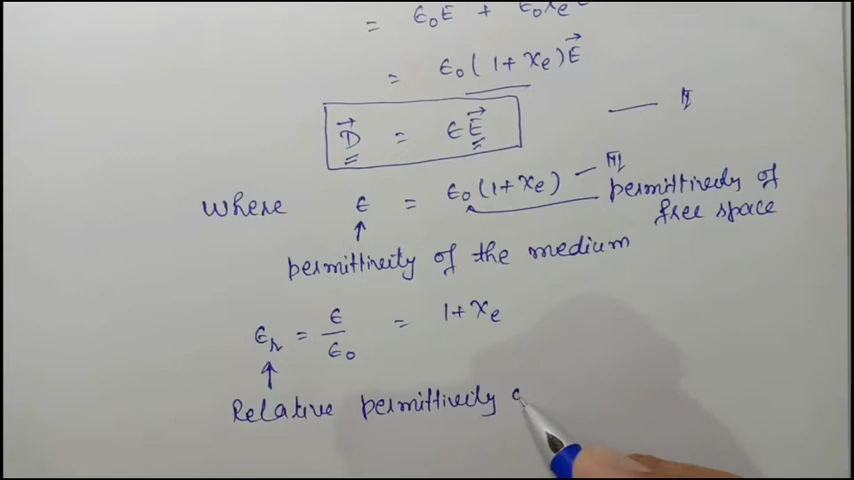 = ϵ₀E + ϵ₀χₑ
= ϵ₀(1+χₑ)E⃗
D⃗ = ϵE⃗ — II
where ϵ = ϵ₀(1+χₑ) — III
permittivity of free space
permittivity of the medium
ϵᵣ = ϵ/ϵ₀ = 1+χₑ
Relative permittivity